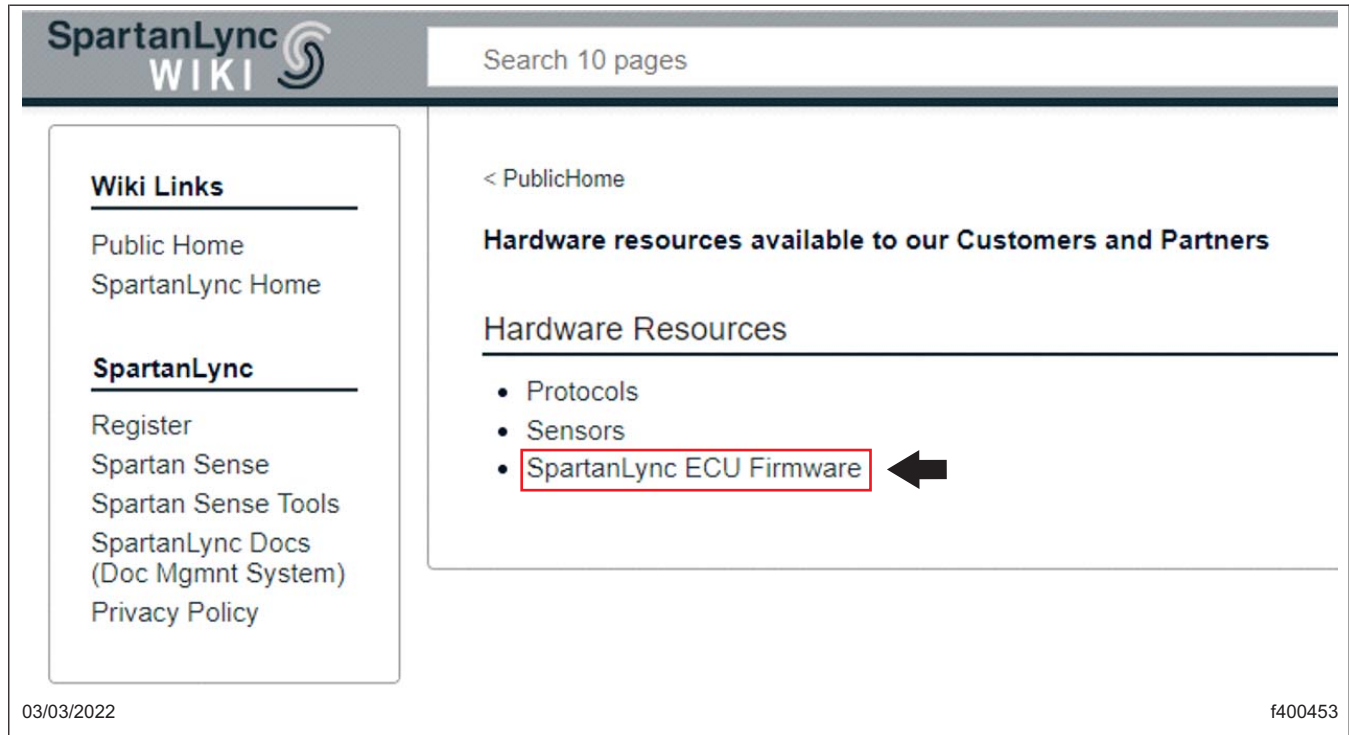 SpartanLync
WIKI
Search 10 pages
Wiki Links
Public Home
SpartanLync Home
SpartanLync
Register
Spartan Sense
Spartan Sense Tools
SpartanLync Docs
(Doc Mgmnt System)
Privacy Policy
< PublicHome
Hardware resources available to our Customers and Partners
Hardware Resources
• Protocols
• Sensors
• SpartanLync ECU Firmware
03/03/2022
f400453